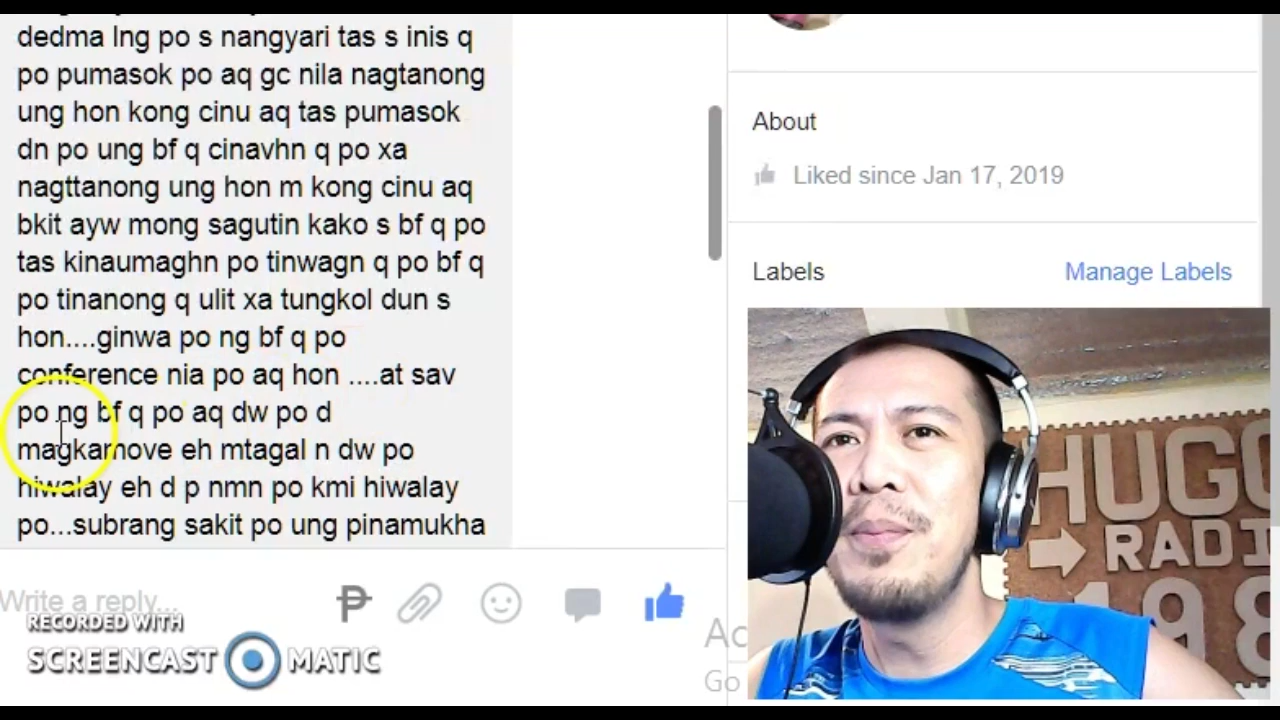 dedma lng po s nangyari tas s inis q
po pumasok po aq gc nila nagtanong
ung hon kong cinu aq tas pumasok
dn po ung bf q cinavhn q po xa
nagttanong ung hon m kong cinu aq
bkit ayw mong sagutin kako s bf q po
tas kinaumaghn po tinwagn q po bf q
po tinanong q ulit xa tungkol dun s
hon....ginwa po ng bf q po
conference nia po aq hon ....at sav
po ng bf q po aq dw po d
magkamove eh mtagal n dw po
hiwalay eh d p nmn po kmi hiwalay
po...subrang sakit po ung pinamukha
Write a reply...
RECORDED WITH
SCREENCAST MATIC
About
Liked since Jan 17, 2019
Labels
Manage Labels
HUGO
RADI
198
Ac
Go